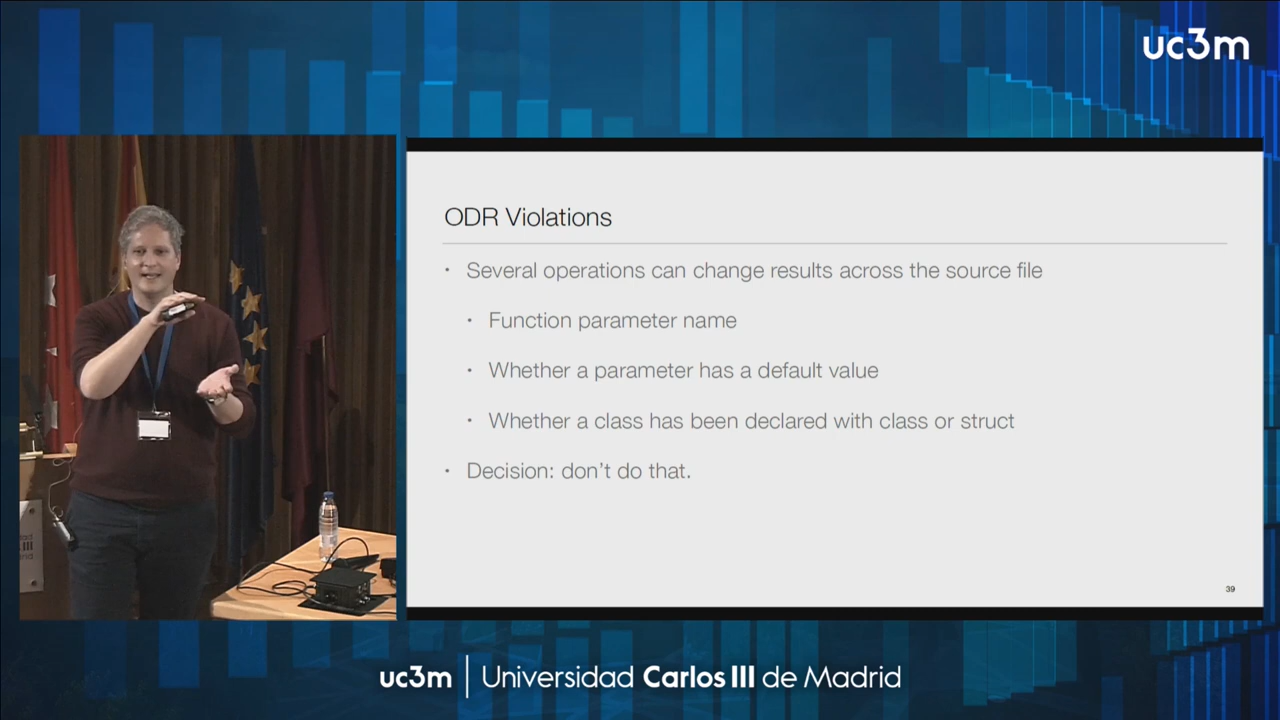 uc3m
ODR Violations
• Several operations can change results across the source file
• Function parameter name
• Whether a parameter has a default value
• Whether a class has been declared with class or struct
• Decision: don't do that.
39
uc3m | Universidad Carlos III de Madrid